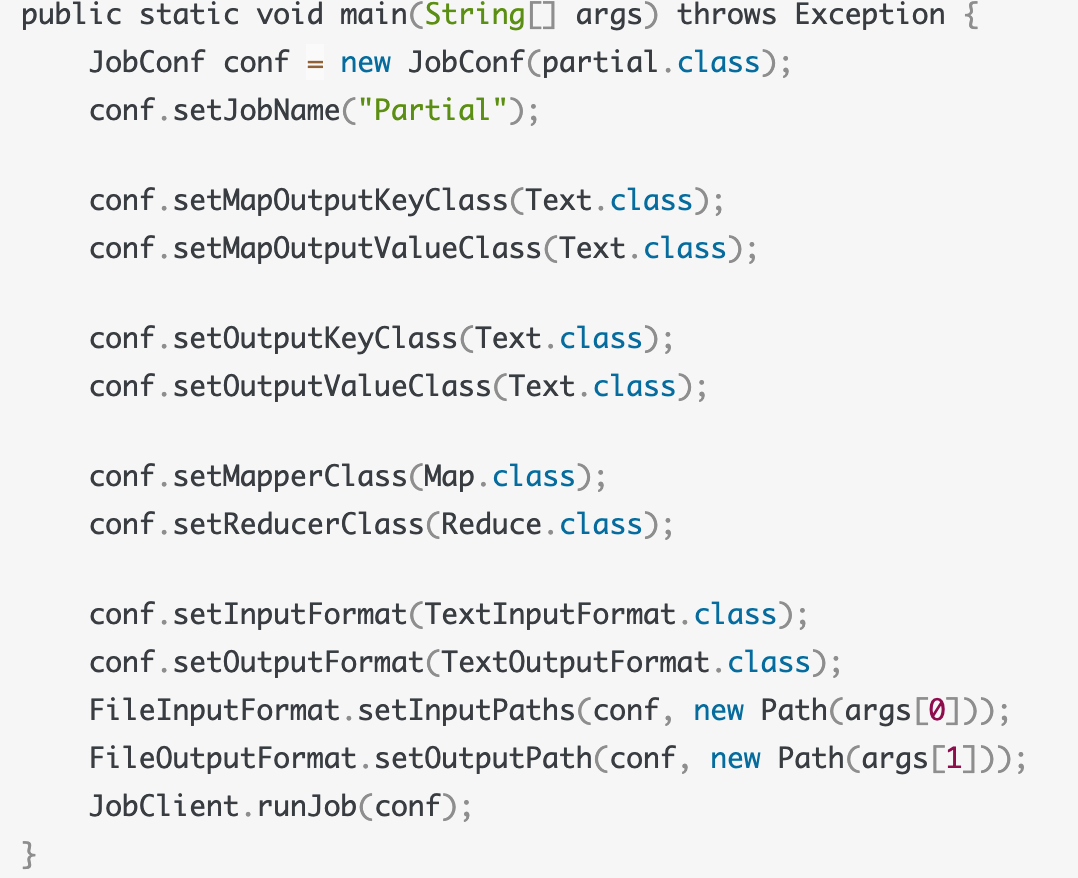 public static void main(String[] args) throws Exception {
    JobConf conf = new JobConf(partial.class);
    conf.setJobName("Partial");

    conf.setMapOutputKeyClass(Text.class);
    conf.setMapOutputValueClass(Text.class);

    conf.setOutputKeyClass(Text.class);
    conf.setOutputValueClass(Text.class);

    conf.setMapperClass(Map.class);
    conf.setReducerClass(Reduce.class);

    conf.setInputFormat(TextInputFormat.class);
    conf.setOutputFormat(TextOutputFormat.class);
    FileInputFormat.setInputPaths(conf, new Path(args[0]));
    FileOutputFormat.setOutputPath(conf, new Path(args[1]));
    JobClient.runJob(conf);
}